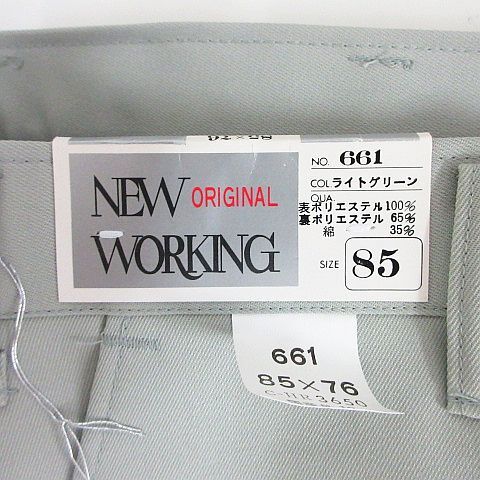 NEW ORIGINAL
WORKING
NO. 661
COL ライトグリーン
QUA.
表ポリエステル 100%
裏ポリエステル 65%
綿 35%
SIZE 85
661
85×76